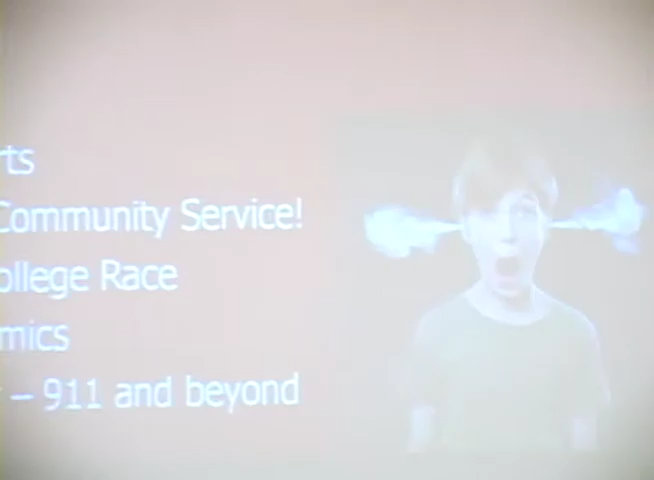 rts
Community Service!
ollege Race
mics
– 911 and beyond